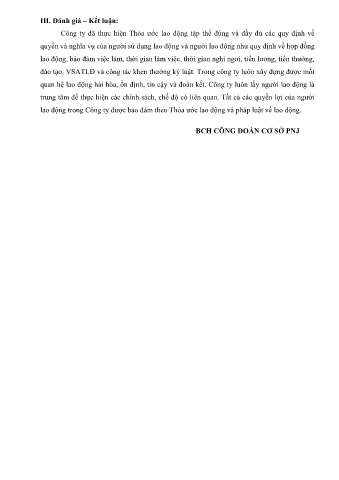 III. Đánh giá – Kết luận:
Công ty đã thực hiện Thỏa ước lao động tập thể đúng và đầy đủ các quy định về
quyền và nghĩa vụ của người sử dụng lao động và người lao động như quy định về hợp đồng
lao động, bảo đảm việc làm, thời gian làm việc, thời gian nghỉ ngơi, tiền lương, tiền thưởng,
đào tạo, VSATLĐ và công tác khen thưởng kỷ luật. Trong công ty luôn xây dựng được mối
quan hệ lao động hài hòa, ổn định, tin cậy và đoàn kết. Công ty luôn lấy người lao động là
trung tâm để thực hiện các chính sách, chế độ có liên quan. Tất cả các quyền lợi của người
lao động trong Công ty được bảo đảm theo Thỏa ước lao động và pháp luật về lao động.
BCH CÔNG ĐOÀN CƠ SỞ PNJ